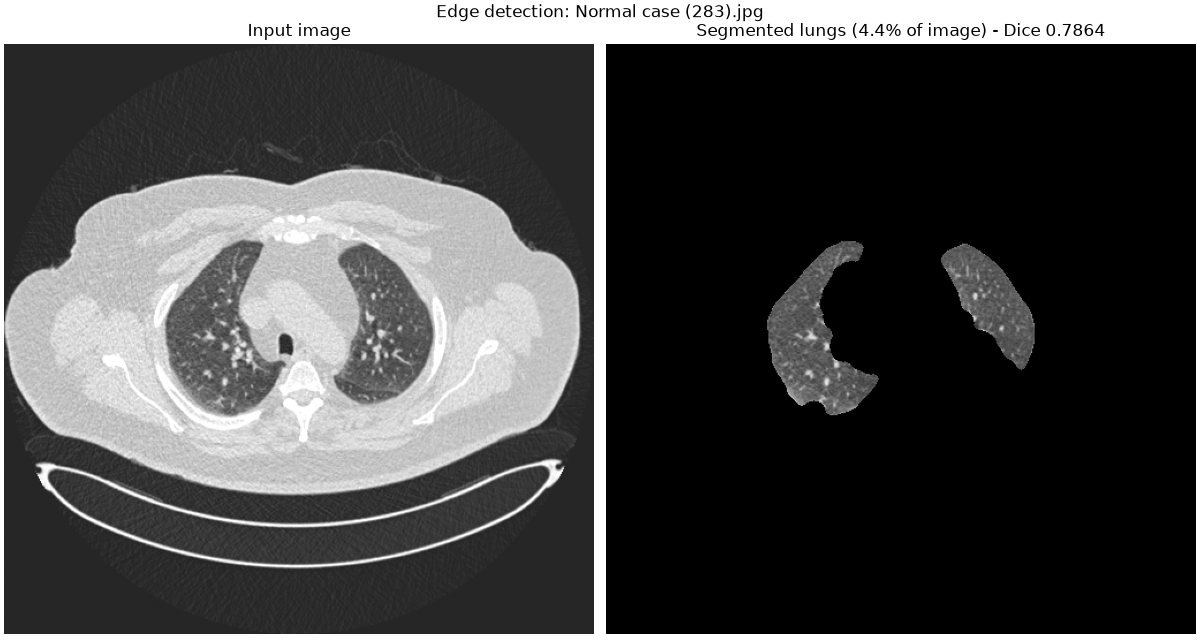 Edge detection: Normal case (283).jpg
Input image
Segmented lungs (4.4% of image) - Dice 0.7864